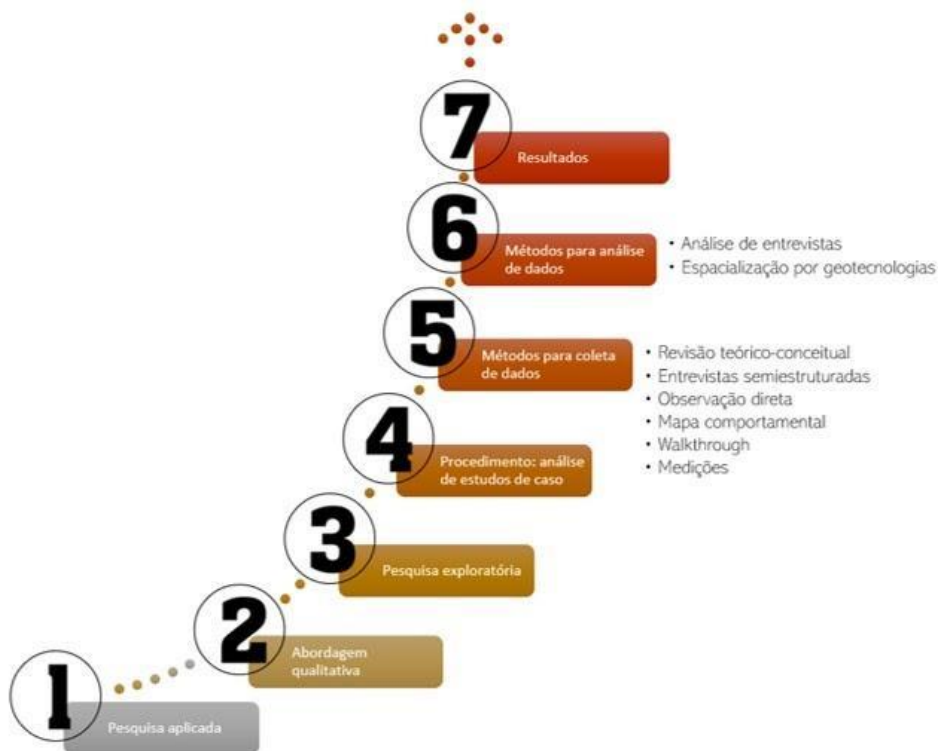 7
Resultados
6
Métodos para análise
de dados
• Análise de entrevistas
• Espacialização por geotecnologias
5
Métodos para coleta
de dados
• Revisão teórico-conceitual
• Entrevistas semiestruturadas
• Observação direta
• Mapa comportamental
• Walkthrough
• Medições
4
Procedimento: análise
de estudos de caso
3
Pesquisa exploratória
2
Abordagem
qualitativa
1
Pesquisa aplicada